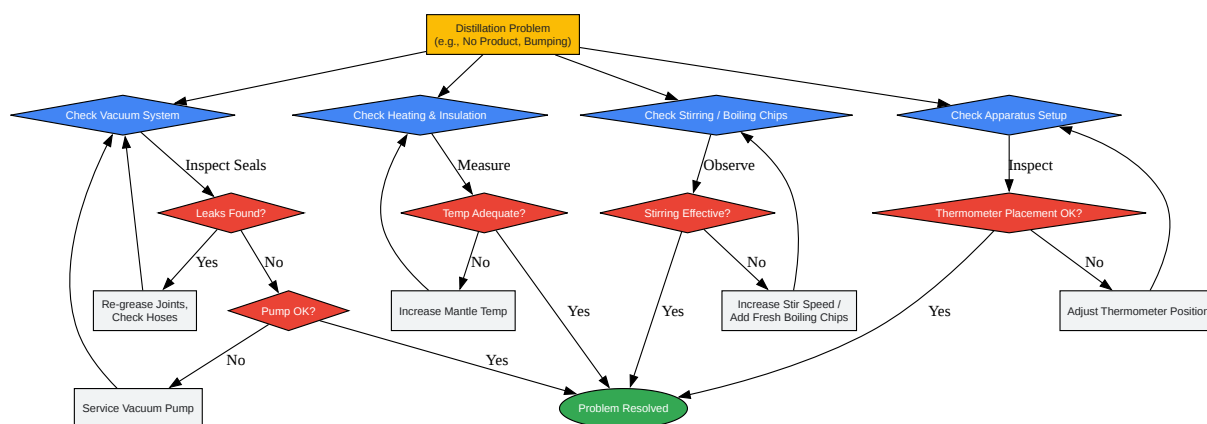 Distillation Problem
(e.g., No Product, Bumping)
Check Vacuum System
Check Heating & Insulation
Check Stirring / Boiling Chips
Check Apparatus Setup
Inspect Seals
Measure
Observe
Inspect
Leaks Found?
Temp Adequate?
Stirring Effective?
Thermometer Placement OK?
Yes
No
No
No
No
Re-grease Joints,
Check Hoses
Pump OK?
Increase Mantle Temp
Yes
Yes
Increase Stir Speed /
Add Fresh Boiling Chips
Yes
Adjust Thermometer Position
No
Yes
Service Vacuum Pump
Problem Resolved